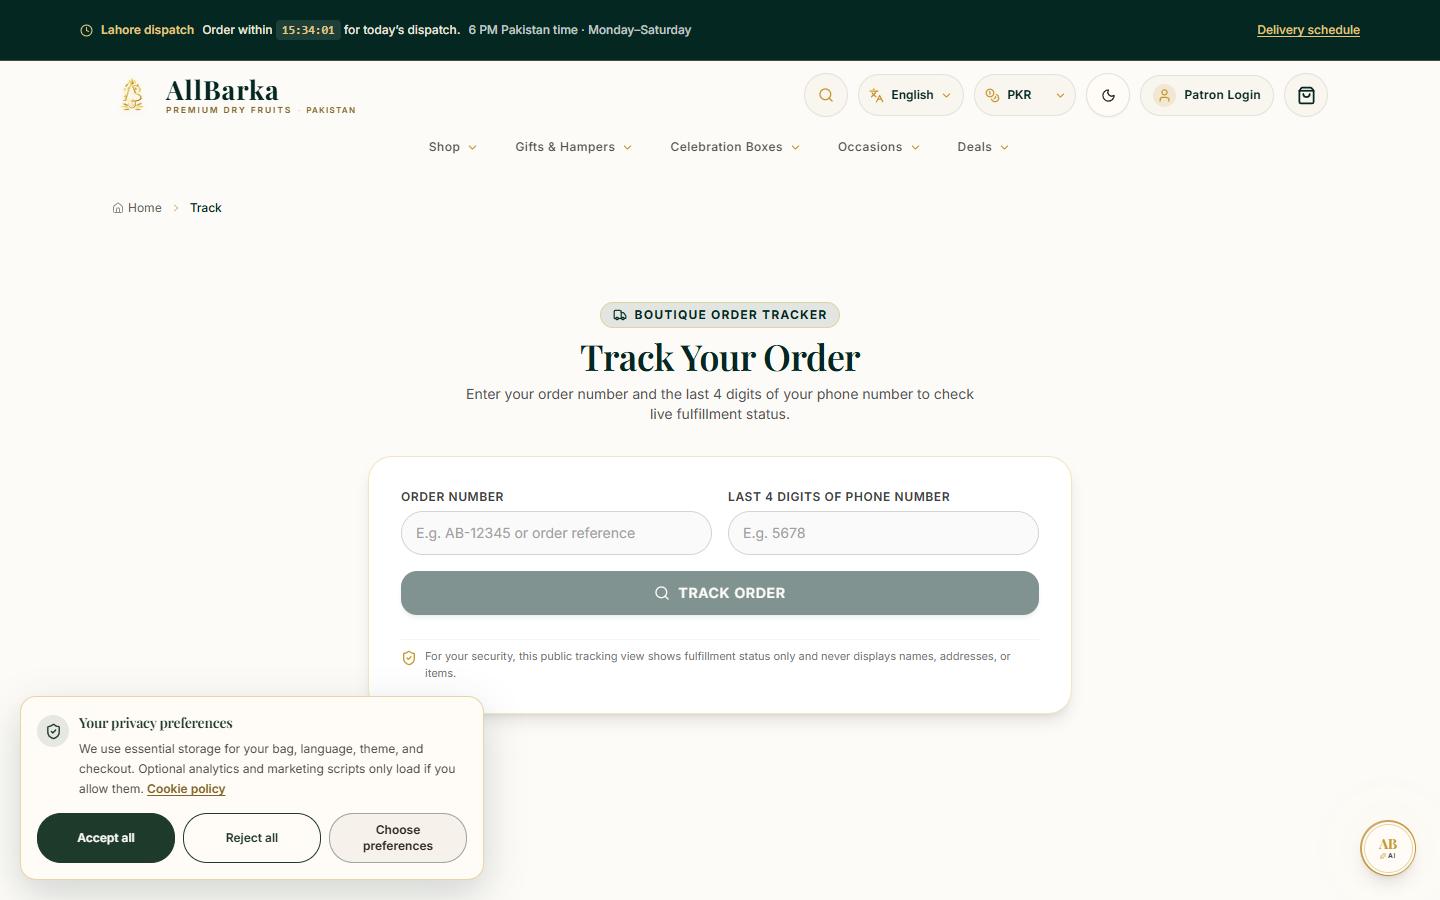 Lahore dispatch Order within 15:34:01 for today's dispatch. 6 PM Pakistan time · Monday–Saturday Delivery schedule
AllBarka
PREMIUM DRY FRUITS · PAKISTAN
English PKR Patron Login
Shop Gifts & Hampers Celebration Boxes Occasions Deals
Home Track
BOUTIQUE ORDER TRACKER
Track Your Order
Enter your order number and the last 4 digits of your phone number to check
live fulfillment status.
ORDER NUMBER LAST 4 DIGITS OF PHONE NUMBER
E.g. AB-12345 or order reference E.g. 5678
TRACK ORDER
For your security, this public tracking view shows fulfillment status only and never displays names, addresses, or
items.
Your privacy preferences
We use essential storage for your bag, language, theme, and
checkout. Optional analytics and marketing scripts only load if you
allow them. Cookie policy
Accept all Reject all Choose
preferences
AB
AI